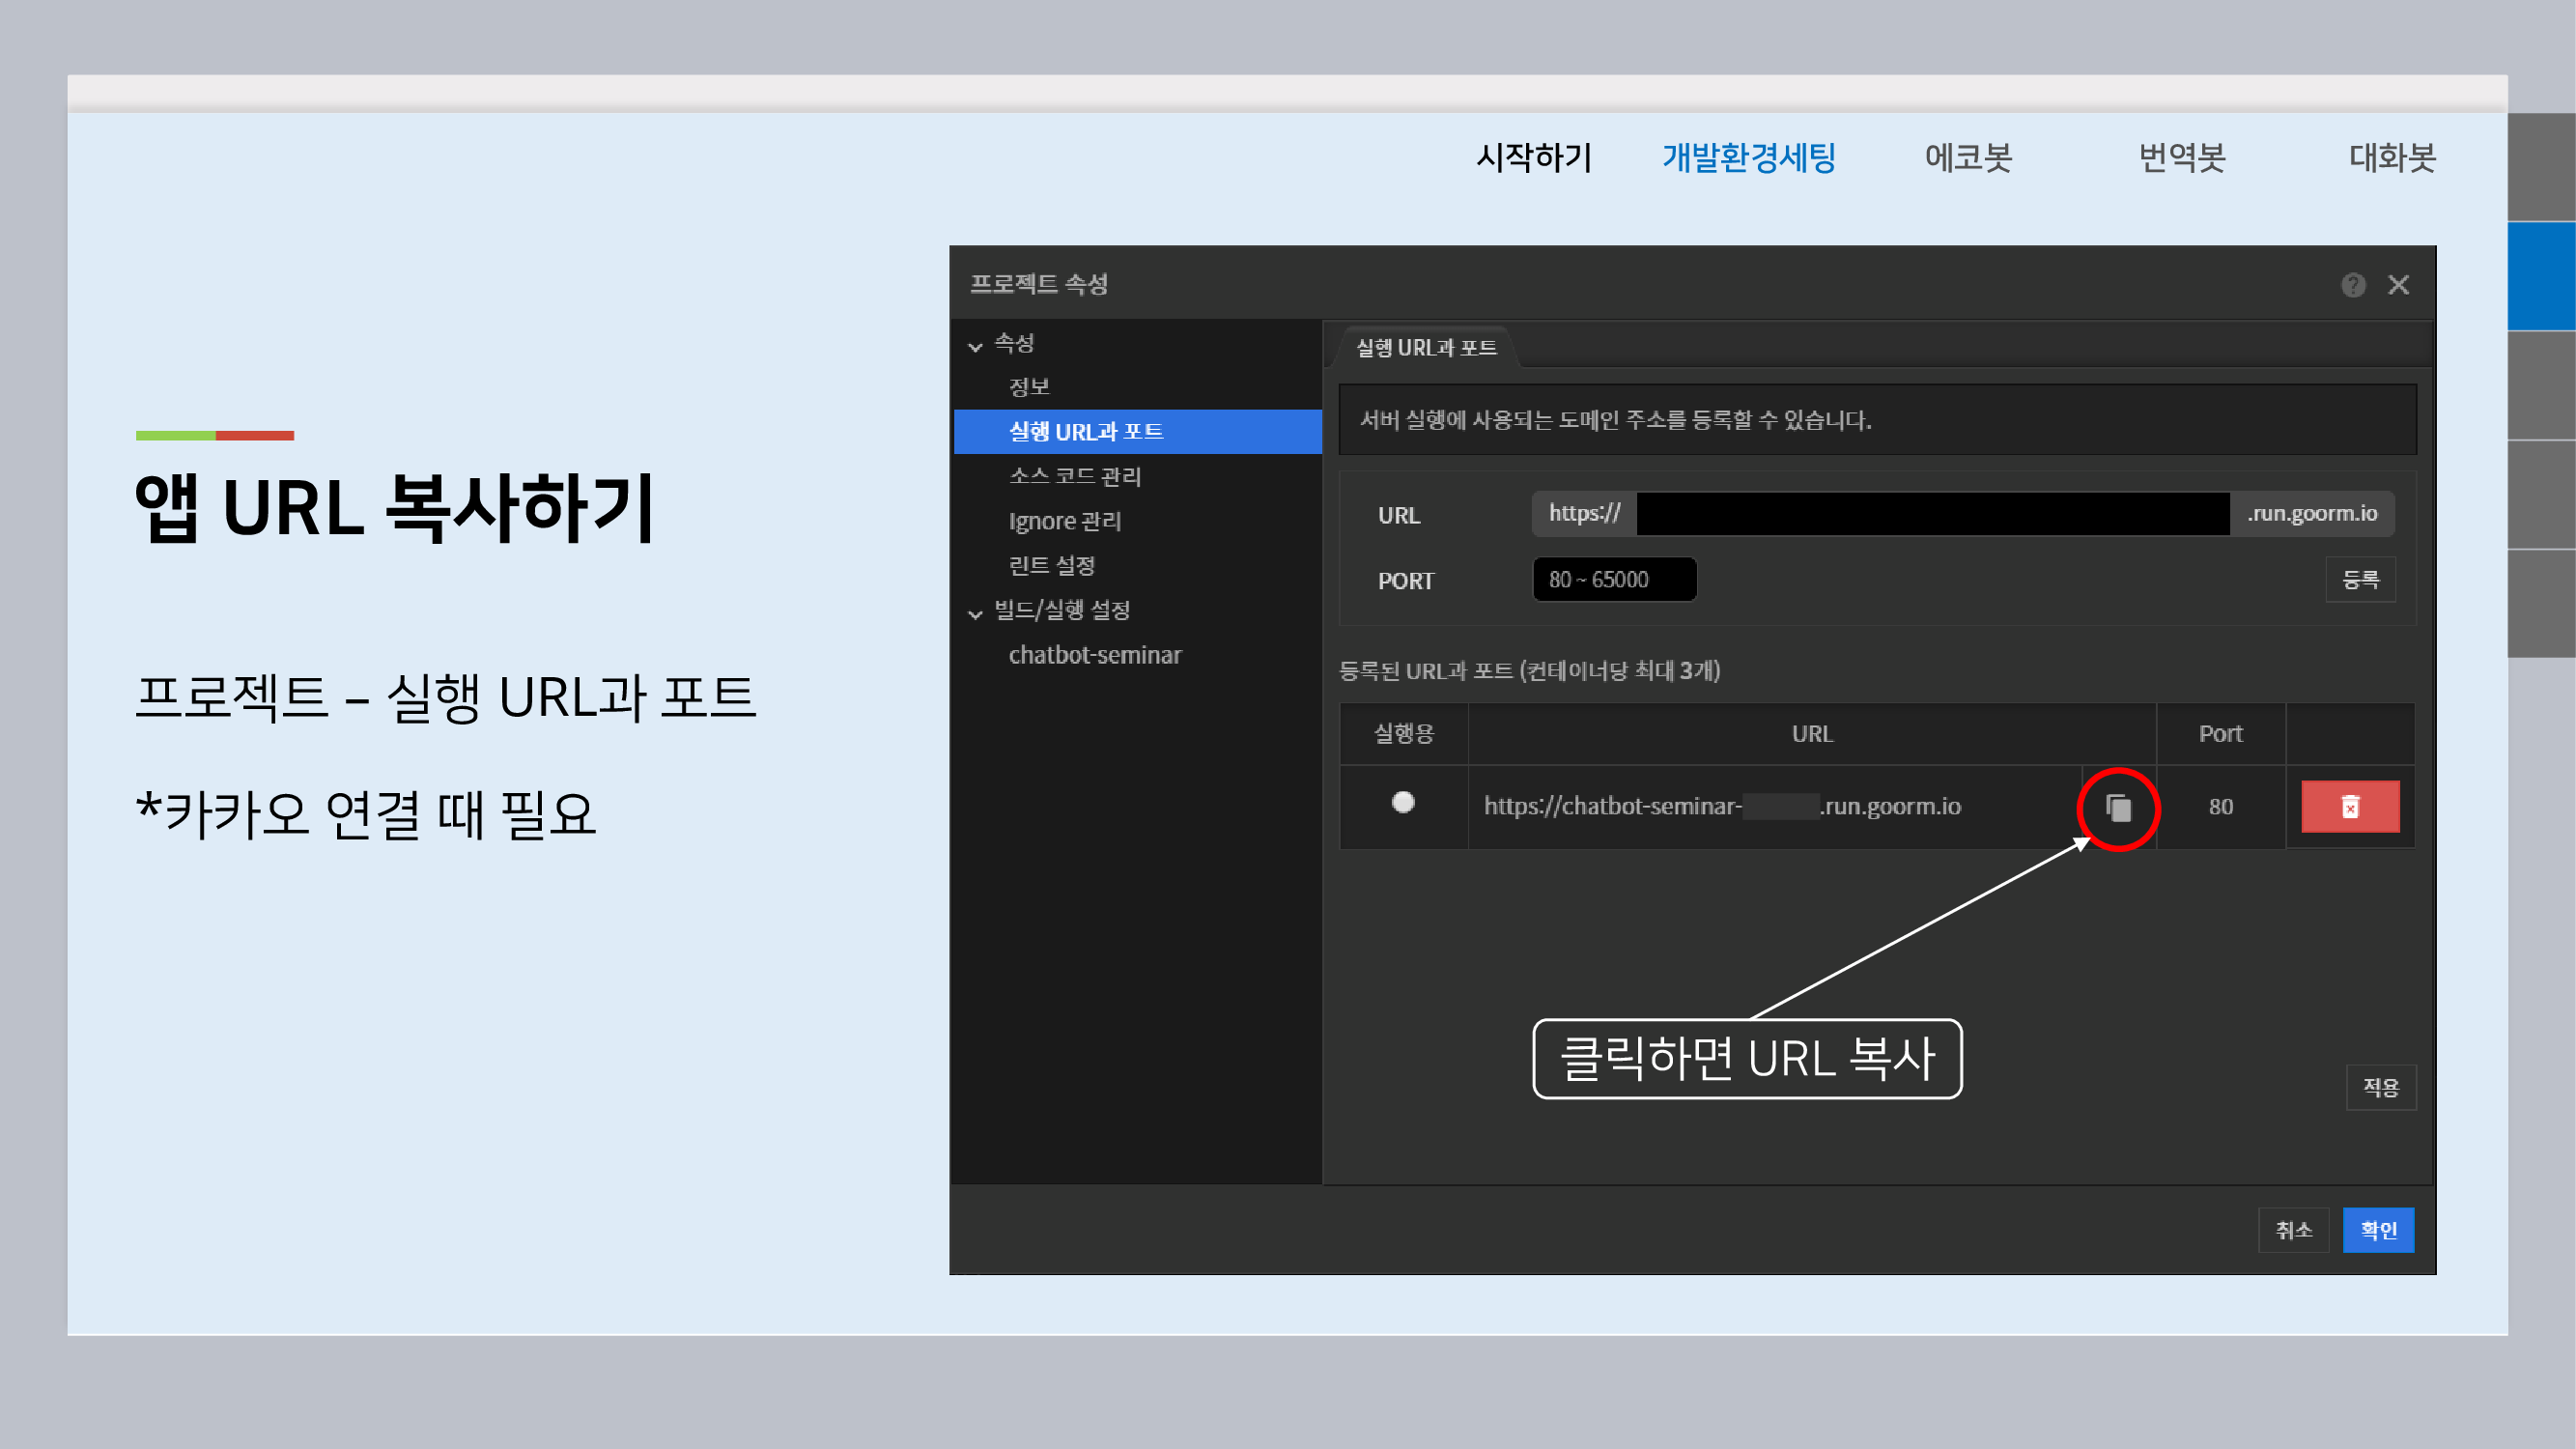 시작하기 개발환경세팅 에코봇 번역봇 대화봇
앱 URL 복사하기
프로젝트 – 실행 URL과 포트
*카카오 연결 때 필요
프로젝트 속성
속성
정보
실행 URL과 포트
소스 코드 관리
Ignore 관리
린트 설정
빌드/실행 설정
chatbot-seminar
실행 URL과 포트
서버 실행에 사용되는 도메인 주소를 등록할 수 있습니다.
URL https:// .run.goorm.io
PORT 80 ~ 65000 등록
등록된 URL과 포트 (컨테이너당 최대 3개)
실행용 URL Port
https://chatbot-seminar- .run.goorm.io 80
클릭하면 URL 복사
적용
취소 확인